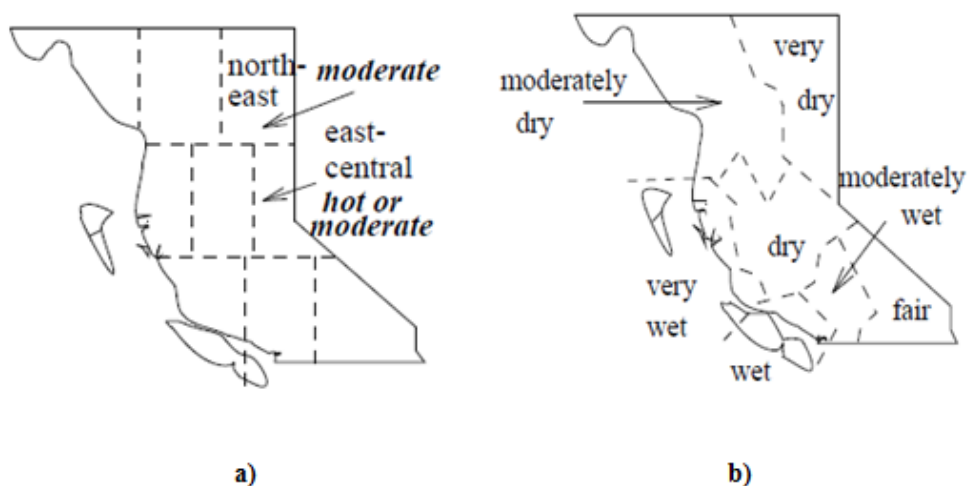 north-
east
moderate
east-
central
hot or
moderate
a)
very
dry
moderately
dry
moderately
wet
dry
very
wet
fair
wet
b)